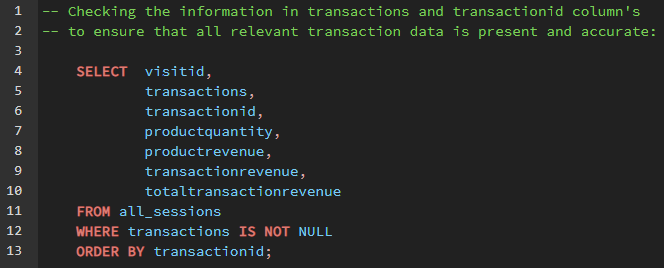 1 -- Checking the information in transactions and transactionid column's
2 -- to ensure that all relevant transaction data is present and accurate:
3
4 SELECT visitid,
5 transactions,
6 transactionid,
7 productquantity,
8 productrevenue,
9 transactionrevenue,
10 totaltransactionrevenue
11 FROM all_sessions
12 WHERE transactions IS NOT NULL
13 ORDER BY transactionid;